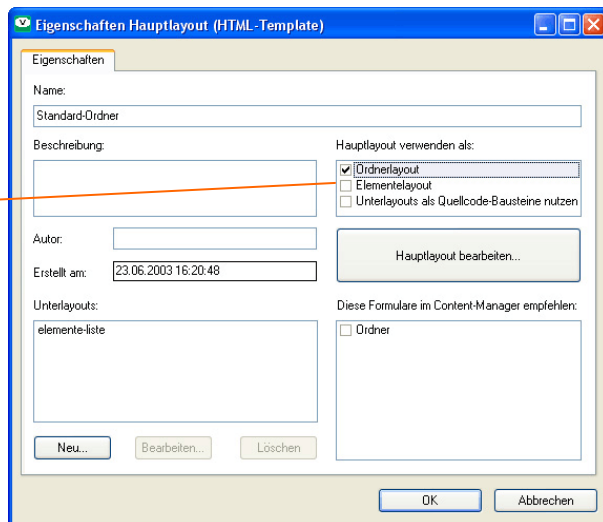 Eigenschaften Hauptlayout (HTML-Template)
Eigenschaften
Name:
Standard-Ordner
Beschreibung:
Hauptlayout verwenden als:
Ordnerlayout
Elementelayout
Unterlayouts als Quellcode-Bausteine nutzen
Autor:
Hauptlayout bearbeiten...
Erstellt am:
23.06.2003 16:20:48
Unterlayouts:
Diese Formulare im Content-Manager empfehlen:
elemente-liste
Ordner
Neu...
Bearbeiten...
Löschen
OK
Abbrechen